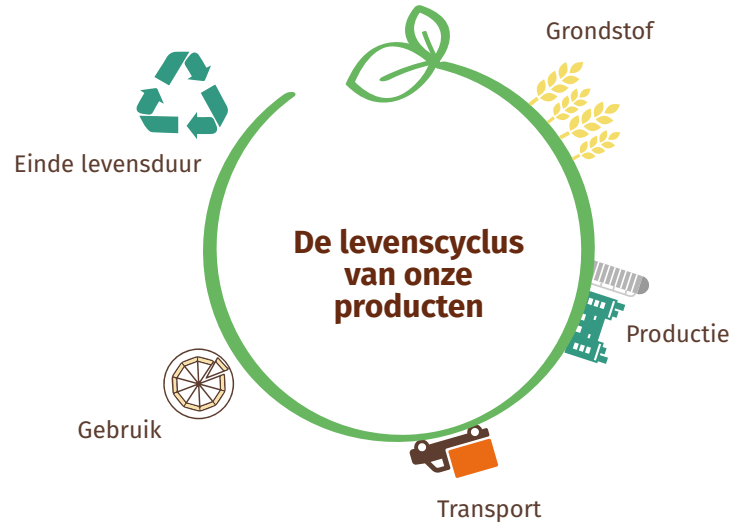 Grondstof
Einde levensduur
De levenscyclus
van onze
producten
Productie
Gebruik
Transport